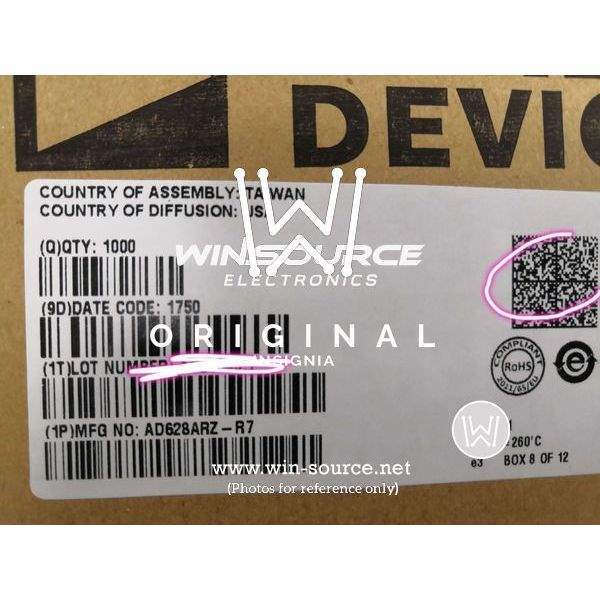 DEVIC
COUNTRY OF ASSEMBLY: TAIWAN
COUNTRY OF DIFFUSION: USA
(Q)QTY: 1000
WINSOURCE
ELECTRONICS
(9D)DATE CODE: 1750
ORIGINAL
INSIGNIA
(1T)LOT NUMBER
COMPLIANT
RoHS
2011/65/EU
e
(1P)MFG NO: AD628ARZ-R7
260°C
e3 BOX 8 OF 12
www.win-source.net
(Photos for reference only)